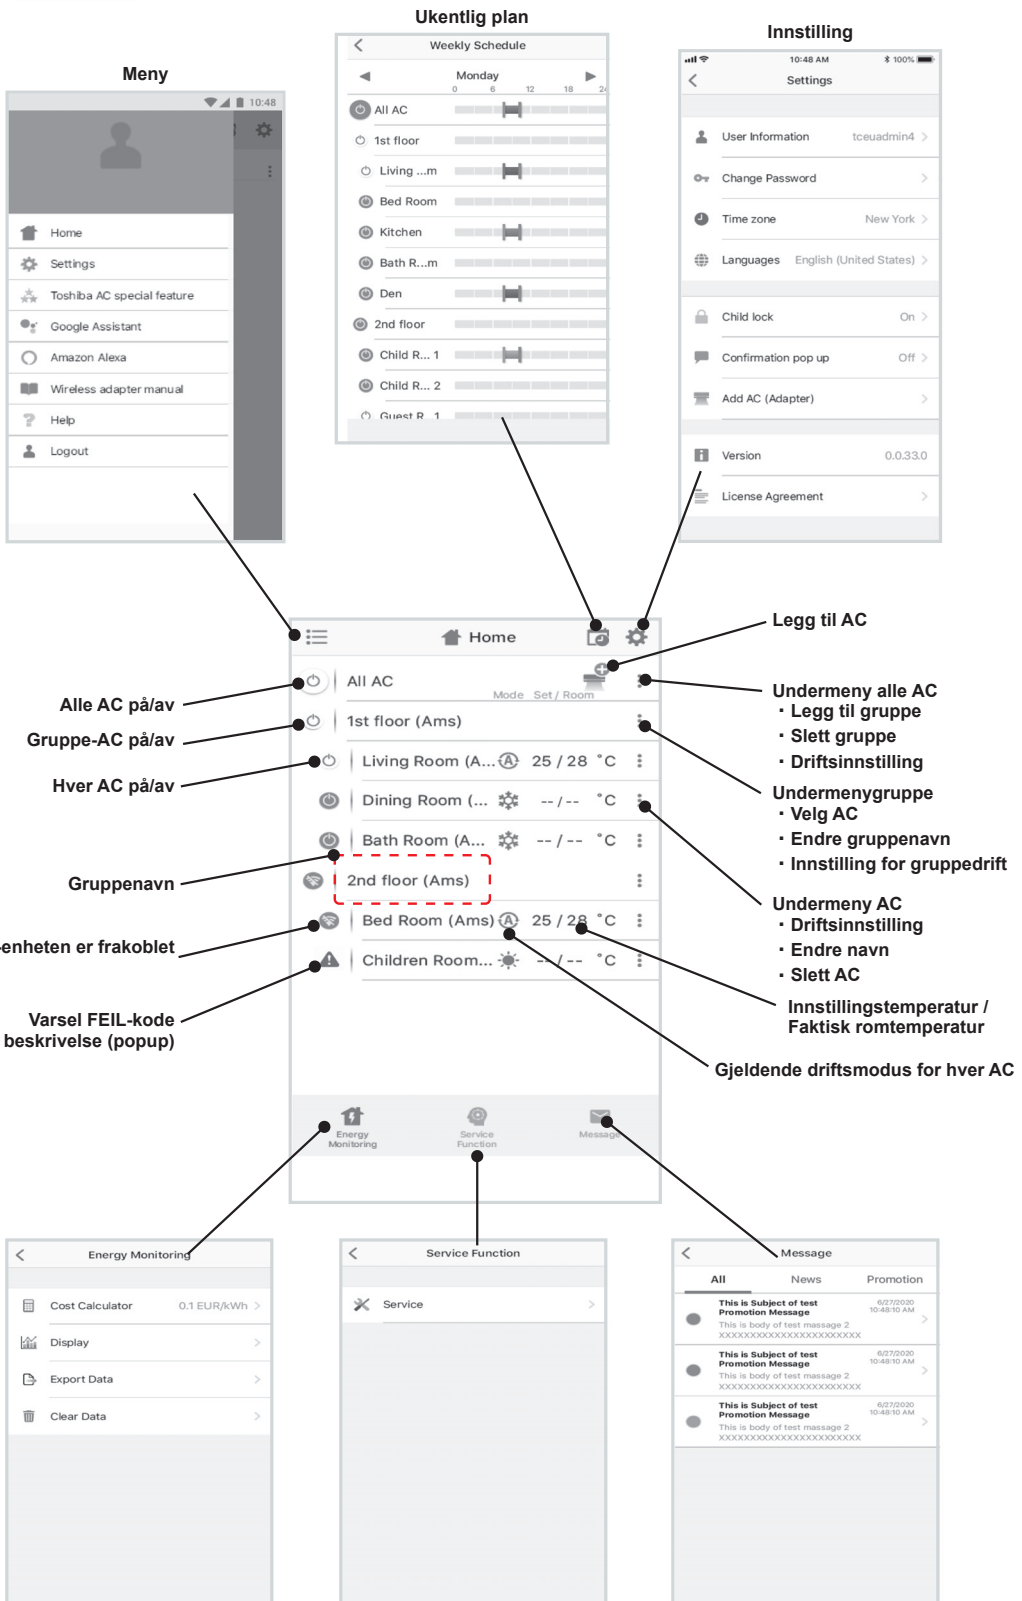 Ukentlig plan
Innstilling
Meny
10:48
Home
Settings
Toshiba AC special feature
Google Assistant
Amazon Alexa
Wireless adapter manual
Help
Logout
Weekly Schedule
Monday
0 6 12 18 24
All AC
1st floor
Living ...m
Bed Room
Kitchen
Bath R...m
Den
2nd floor
Child R... 1
Child R... 2
Guest R 1
10:48 AM 100%
Settings
User Information tceuadmin4
Change Password
Time zone New York
Languages English (United States)
Child lock On
Confirmation pop up Off
Add AC (Adapter)
Version 0.0.33.0
License Agreement
Home
All AC
Mode Set / Room
1st floor (Ams)
Living Room (A... A 25 / 28 °C
Dining Room (... -- / -- °C
Bath Room (A... -- / -- °C
2nd floor (Ams)
Bed Room (Ams) A 25 / 28 °C
Children Room... -- / -- °C
Energy
Monitoring
Service
Function
Message
Alle AC på/av
Gruppe-AC på/av
Hver AC på/av
Gruppenavn
-enheten er frakoblet
Varsel FEIL-kode
beskrivelse (popup)
Legg til AC
Undermeny alle AC
・Legg til gruppe
・Slett gruppe
・Driftsinnstilling
Undermenygruppe
・Velg AC
・Endre gruppenavn
・Innstilling for gruppedrift
Undermeny AC
・Driftsinnstilling
・Endre navn
・Slett AC
Innstillingstemperatur /
Faktisk romtemperatur
Gjeldende driftsmodus for hver AC
Energy Monitoring
Cost Calculator 0.1 EUR/kWh
Display
Export Data
Clear Data
Service Function
Service
Message
All News Promotion
This is Subject of test 6/27/2020
Promotion Message 10:48:10 AM
This is body of test massage 2
XXXXXXXXXXXXXXXXXXXXXXX
This is Subject of test 6/27/2020
Promotion Message 10:48:10 AM
This is body of test massage 2
XXXXXXXXXXXXXXXXXXXXXXX
This is Subject of test 6/27/2020
Promotion Message 10:48:10 AM
This is body of test massage 2
XXXXXXXXXXXXXXXXXXXXXXX